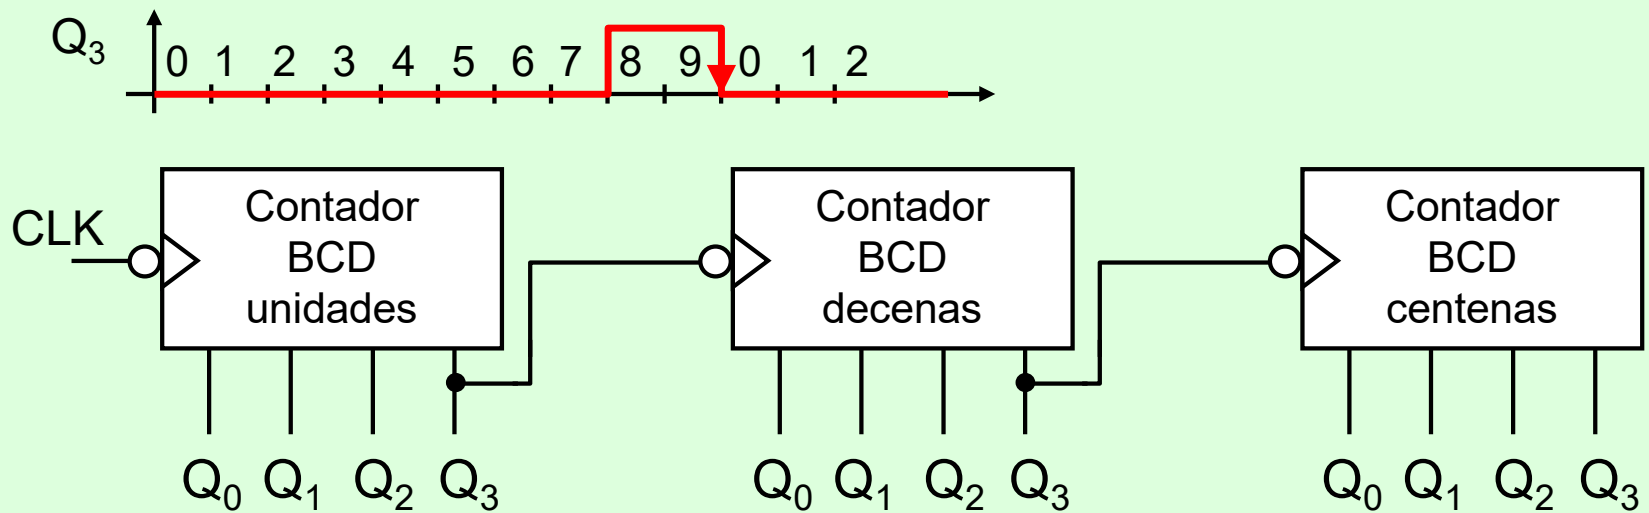 Q₃ 0 1 2 3 4 5 6 7 8 9 0 1 2
CLK
Contador
BCD
unidades
Contador
BCD
decenas
Contador
BCD
centenas
Q₀ Q₁ Q₂ Q₃
Q₀ Q₁ Q₂ Q₃
Q₀ Q₁ Q₂ Q₃